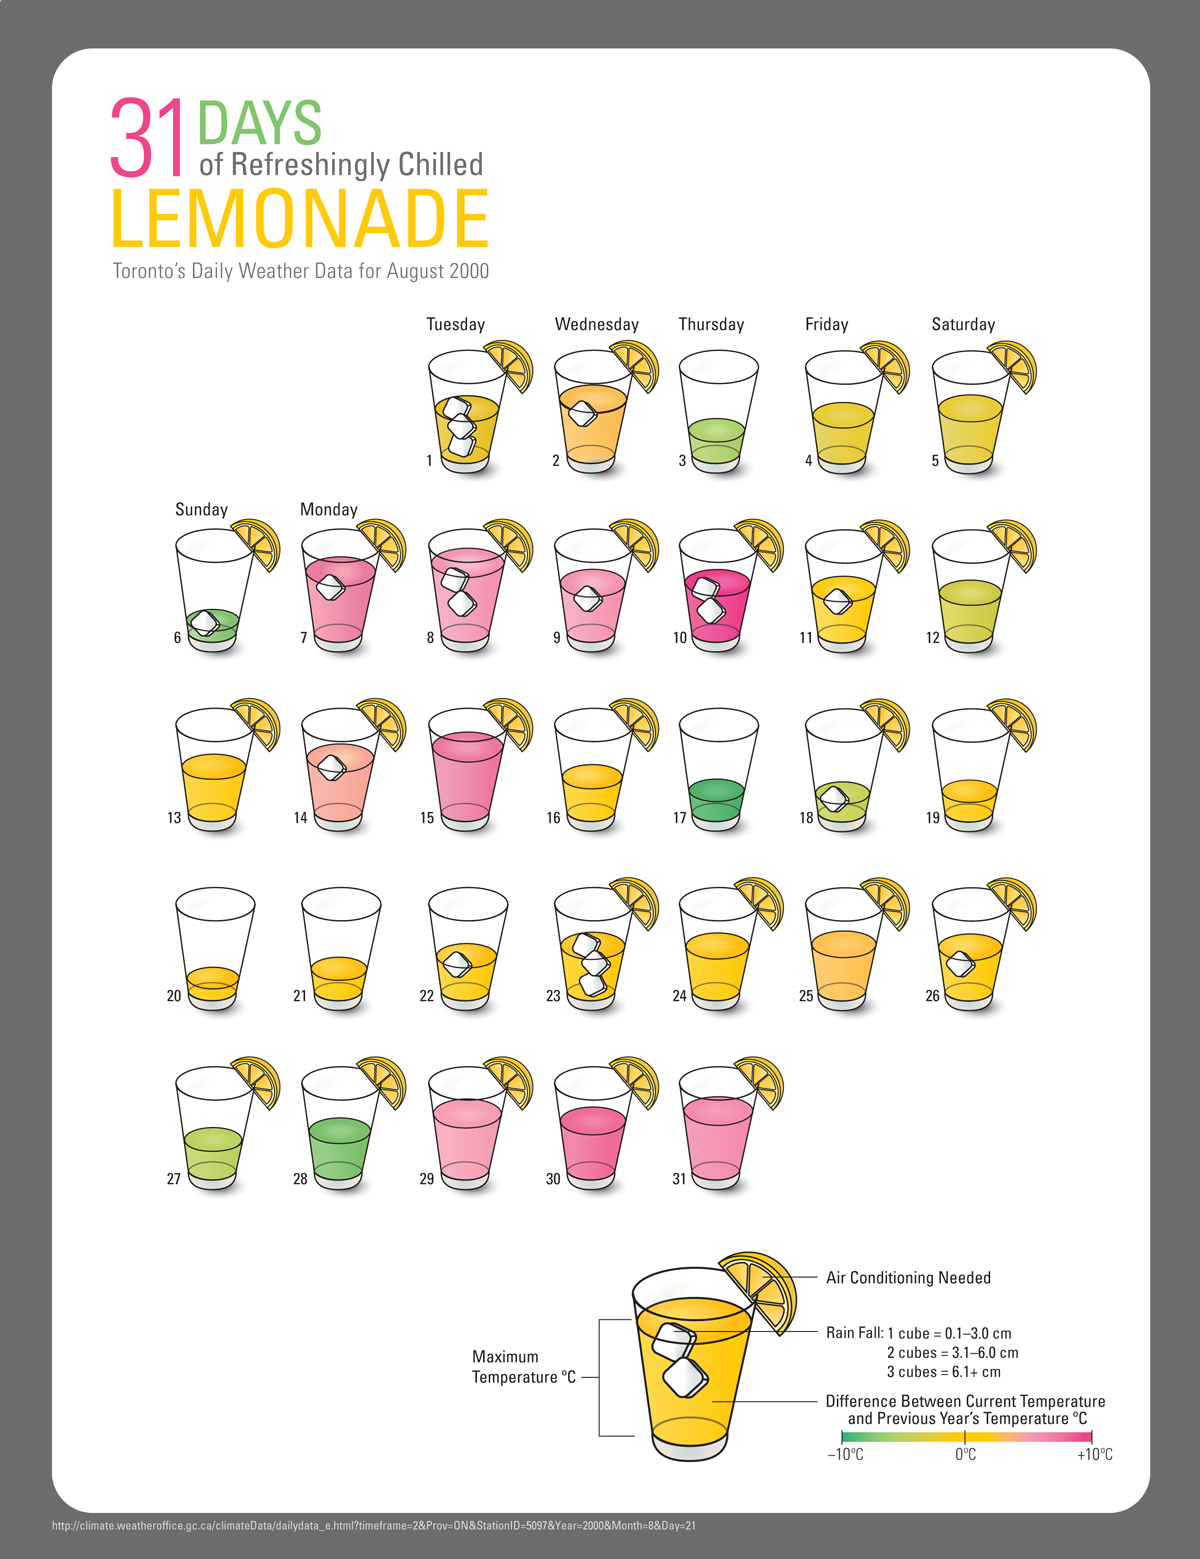 31 DAYS
of Refreshingly Chilled
LEMONADE
Toronto's Daily Weather Data for August 2000
Tuesday Wednesday Thursday Friday Saturday
1 2 3 4 5
Sunday Monday
6 7 8 9 10 11 12
13 14 15 16 17 18 19
20 21 22 23 24 25 26
27 28 29 30 31
Air Conditioning Needed
Rain Fall: 1 cube = 0.1–3.0 cm
2 cubes = 3.1–6.0 cm
3 cubes = 6.1+ cm
Maximum
Temperature ºC
Difference Between Current Temperature
and Previous Year's Temperature ºC
–10ºC 0ºC +10ºC
http://climate.weatheroffice.gc.ca/climateData/dailydata_e.html?timeframe=2&Prov=ON&StationID=5097&Year=2000&Month=8&Day=21